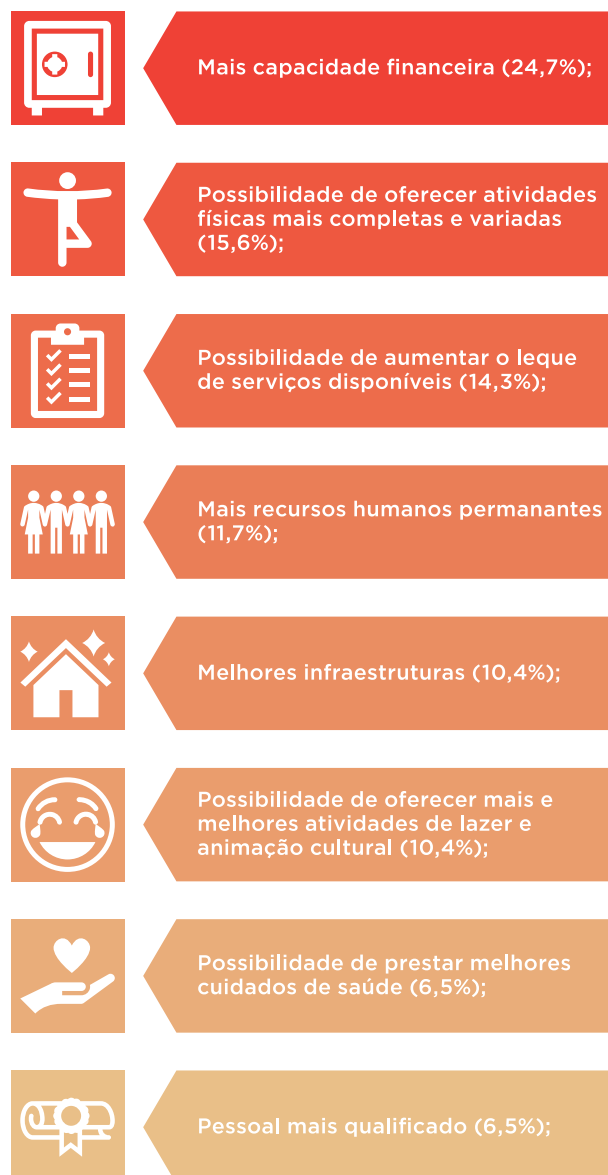 Mais capacidade financeira (24,7%);
Possibilidade de oferecer atividades
físicas mais completas e variadas
(15,6%);
Possibilidade de aumentar o leque
de serviços disponíveis (14,3%);
Mais recursos humanos permanantes
(11,7%);
Melhores infraestruturas (10,4%);
Possibilidade de oferecer mais e
melhores atividades de lazer e
animação cultural (10,4%);
Possibilidade de prestar melhores
cuidados de saúde (6,5%);
Pessoal mais qualificado (6,5%);